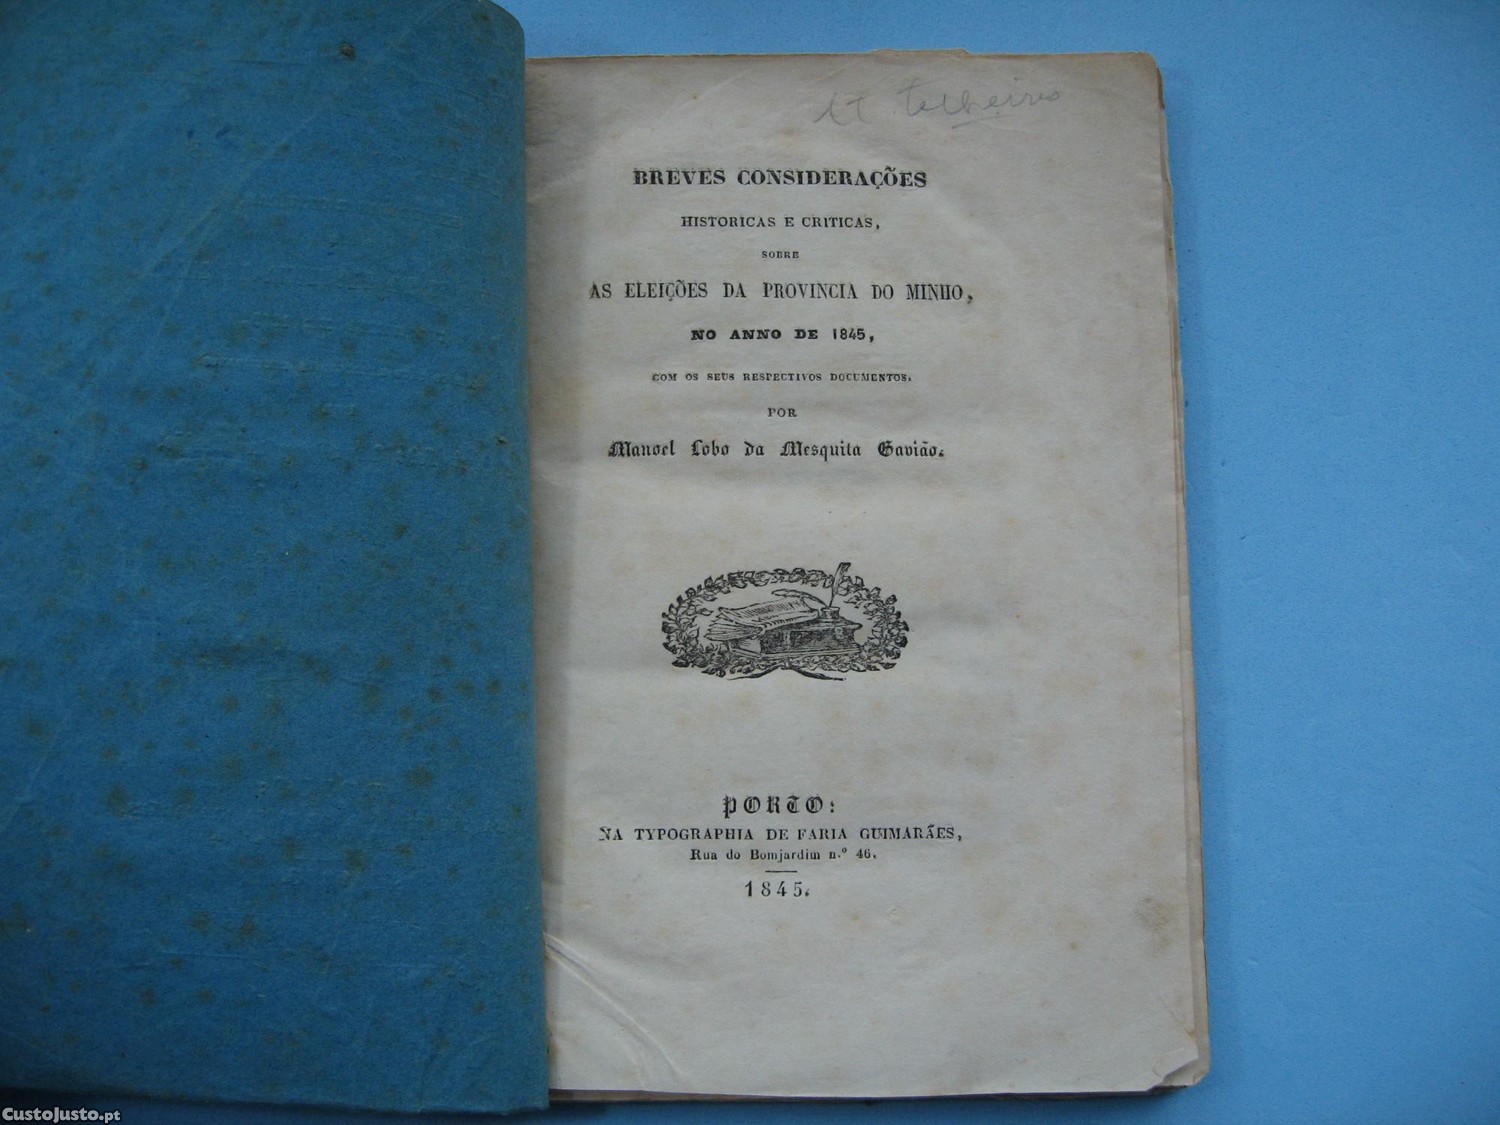 BREVES CONSIDERAÇÕES
HISTORICAS E CRITICAS,
SOBRE
AS ELEIÇÕES DA PROVINCIA DO MINHO,
NO ANNO DE 1845,
COM OS SEUS RESPECTIVOS DOCUMENTOS.
POR
Manoel Lobo da Mesquita Gavião.
PORTO:
NA TYPOGRAPHIA DE FARIA GUIMARÃES,
Rua do Bomjardim n.º 46.
1845.
CustoJusto.pt